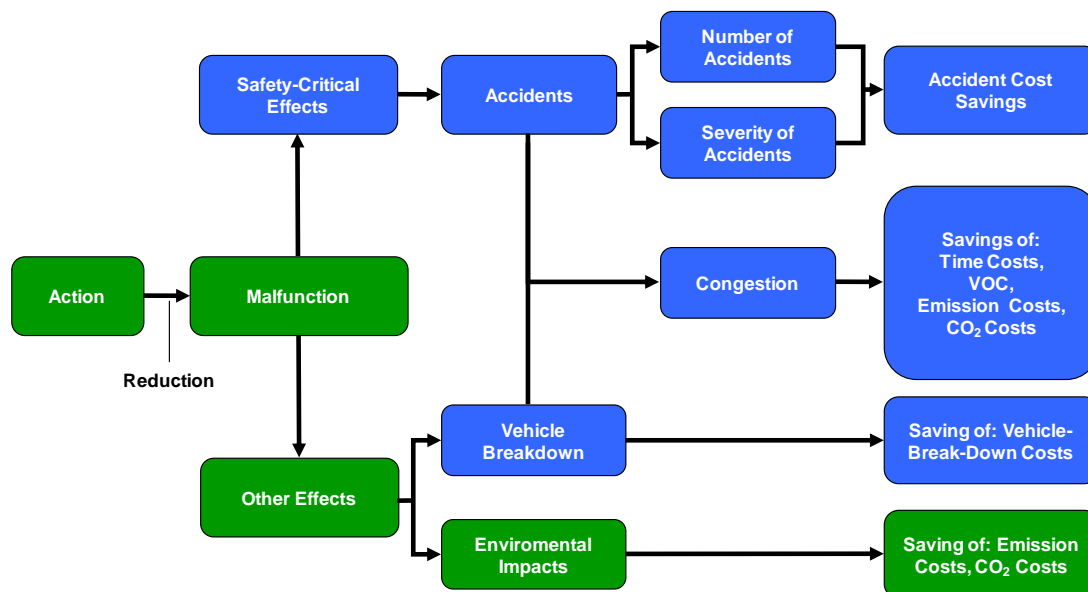 Number of
Accidents
Safety-Critical
Effects
Accidents
Accident Cost
Savings
Severity of
Accidents
Savings of:
Time Costs,
VOC,
Emission Costs,
CO₂ Costs
Action
Malfunction
Congestion
Reduction
Vehicle
Breakdown
Saving of: Vehicle-
Break-Down Costs
Other Effects
Enviromental
Impacts
Saving of: Emission
Costs, CO₂ Costs